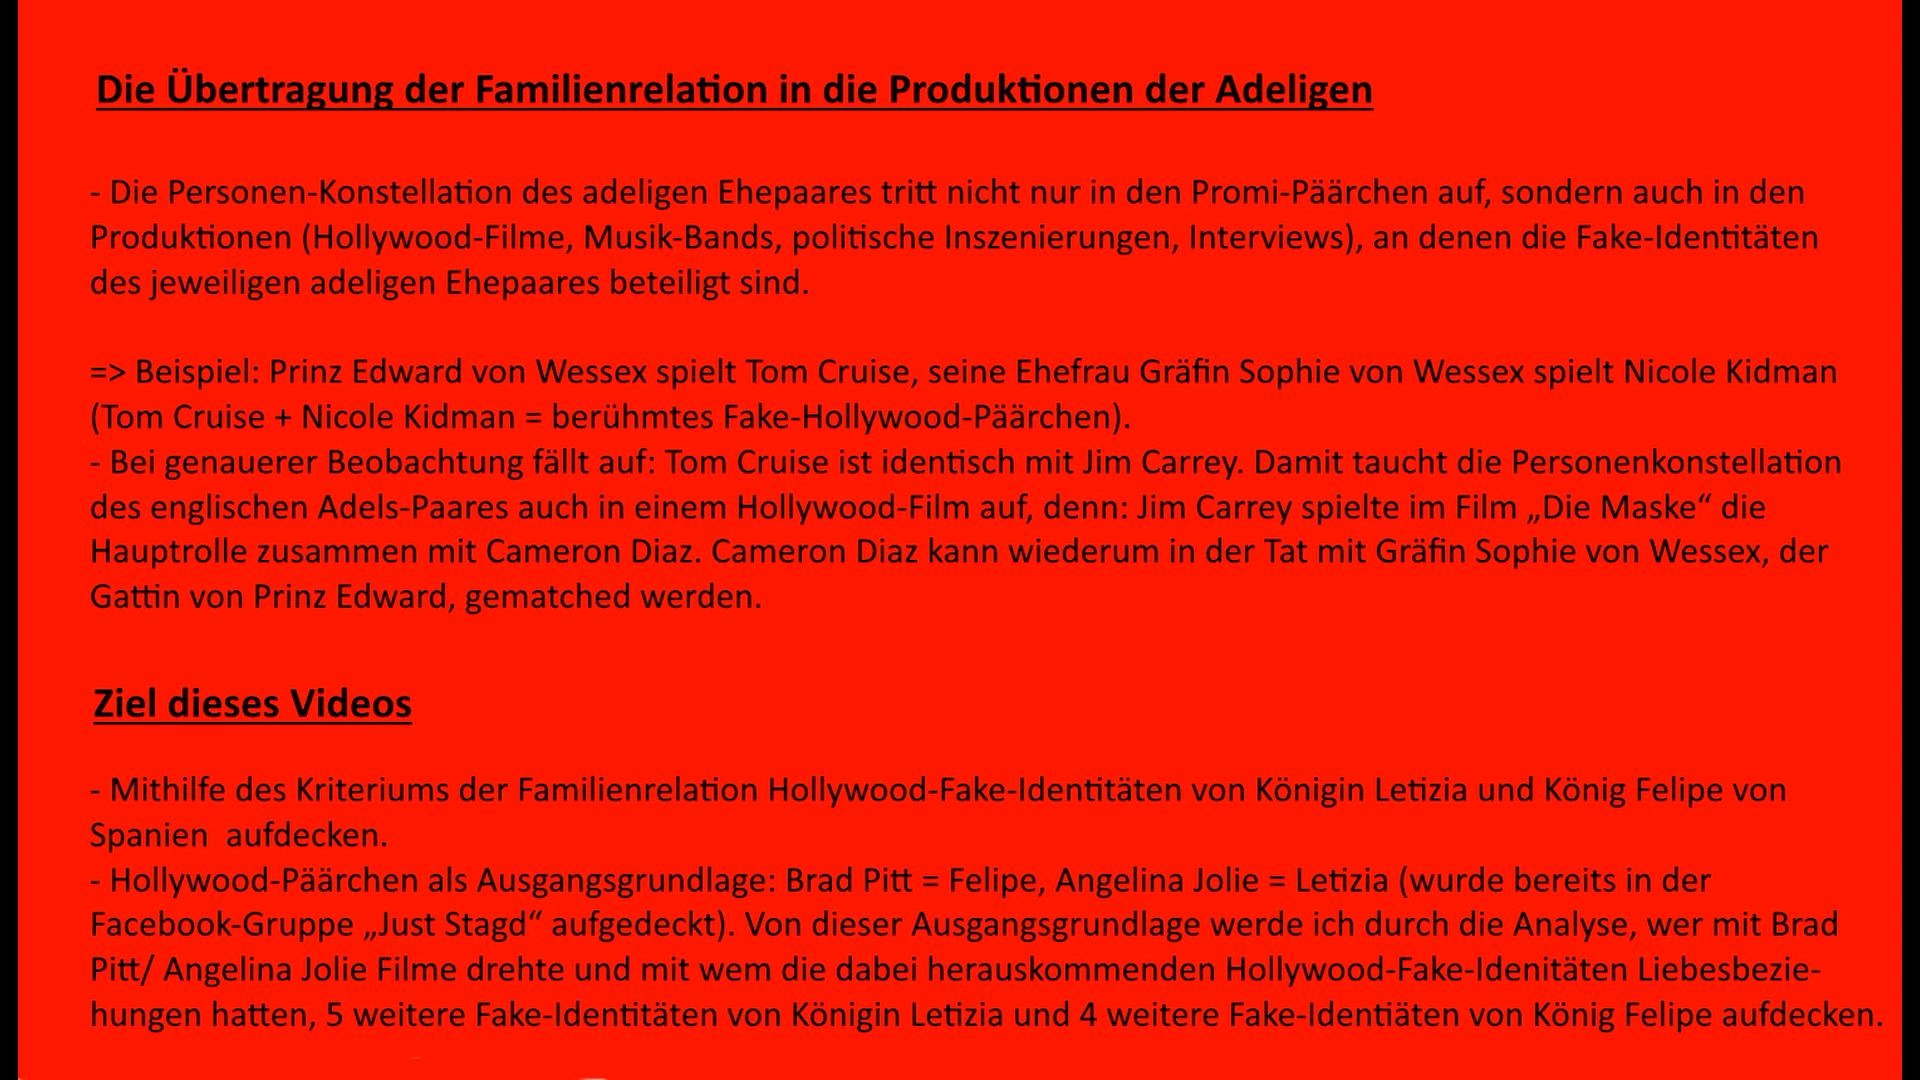 Die Übertragung der Familienrelation in die Produktionen der Adeligen
- Die Personen-Konstellation des adeligen Ehepaares tritt nicht nur in den Promi-Päärchen auf, sondern auch in den
Produktionen (Hollywood-Filme, Musik-Bands, politische Inszenierungen, Interviews), an denen die Fake-Identitäten
des jeweiligen adeligen Ehepaares beteiligt sind.
=> Beispiel: Prinz Edward von Wessex spielt Tom Cruise, seine Ehefrau Gräfin Sophie von Wessex spielt Nicole Kidman
(Tom Cruise + Nicole Kidman = berühmtes Fake-Hollywood-Päärchen).
- Bei genauerer Beobachtung fällt auf: Tom Cruise ist identisch mit Jim Carrey. Damit taucht die Personenkonstellation
des englischen Adels-Paares auch in einem Hollywood-Film auf, denn: Jim Carrey spielte im Film „Die Maske“ die
Hauptrolle zusammen mit Cameron Diaz. Cameron Diaz kann wiederum in der Tat mit Gräfin Sophie von Wessex, der
Gattin von Prinz Edward, gematched werden.
Ziel dieses Videos
- Mithilfe des Kriteriums der Familienrelation Hollywood-Fake-Identitäten von Königin Letizia und König Felipe von
Spanien  aufdecken.
- Hollywood-Päärchen als Ausgangsgrundlage: Brad Pitt = Felipe, Angelina Jolie = Letizia (wurde bereits in der
Facebook-Gruppe „Just Stagd“ aufgedeckt). Von dieser Ausgangsgrundlage werde ich durch die Analyse, wer mit Brad
Pitt/ Angelina Jolie Filme drehte und mit wem die dabei herauskommenden Hollywood-Fake-Idenitäten Liebesbezie-
hungen hatten, 5 weitere Fake-Identitäten von Königin Letizia und 4 weitere Fake-Identiäten von König Felipe aufdecken.